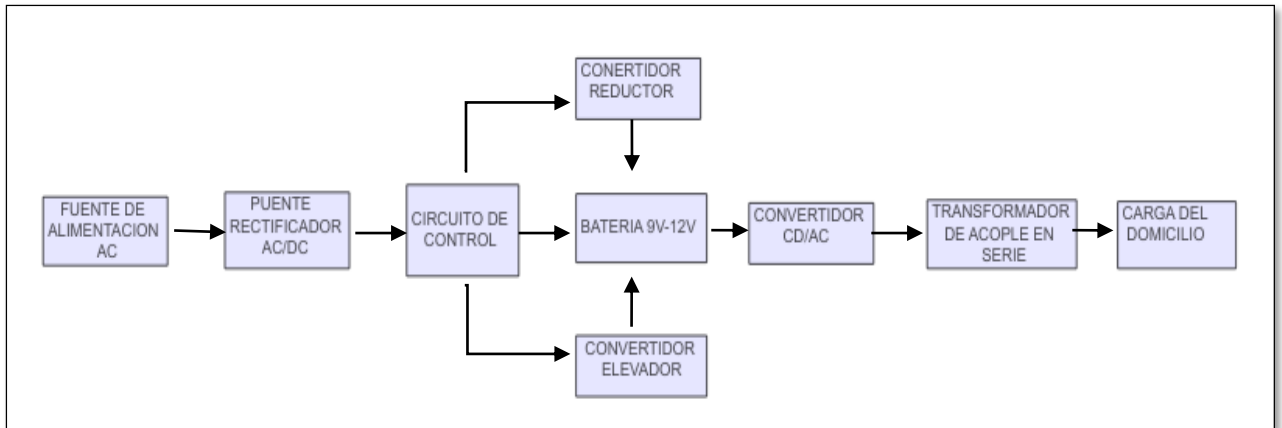 CONERTIDOR
REDUCTOR
FUENTE DE
ALIMENTACION
AC
PUENTE
RECTIFICADOR
AC/DC
CIRCUITO DE
CONTROL
BATERIA 9V-12V
CONVERTIDOR
CD/AC
TRANSFORMADOR
DE ACOPLE EN
SERIE
CARGA DEL
DOMICILIO
CONVERTIDOR
ELEVADOR